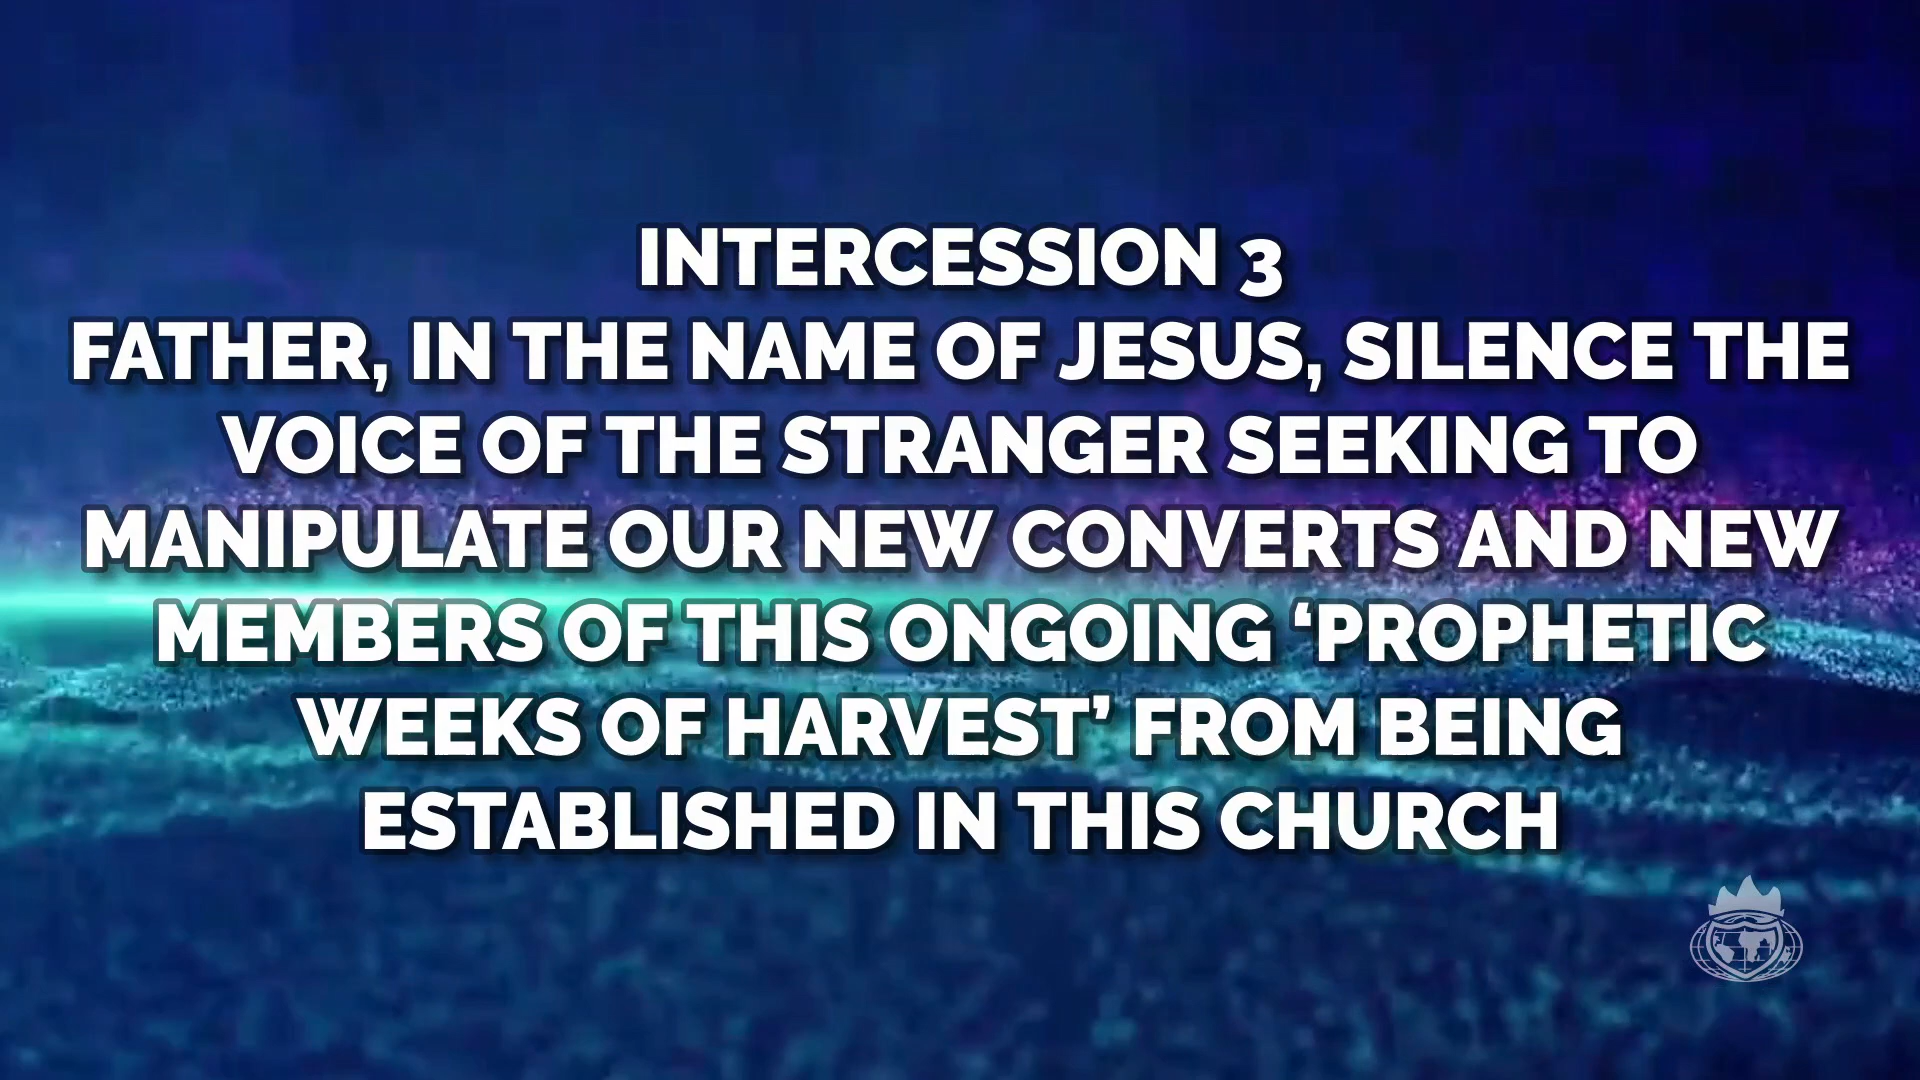 INTERCESSION 3
FATHER, IN THE NAME OF JESUS, SILENCE THE
VOICE OF THE STRANGER SEEKING TO
MANIPULATE OUR NEW CONVERTS AND NEW
MEMBERS OF THIS ONGOING ‘PROPHETIC
WEEKS OF HARVEST’ FROM BEING
ESTABLISHED IN THIS CHURCH